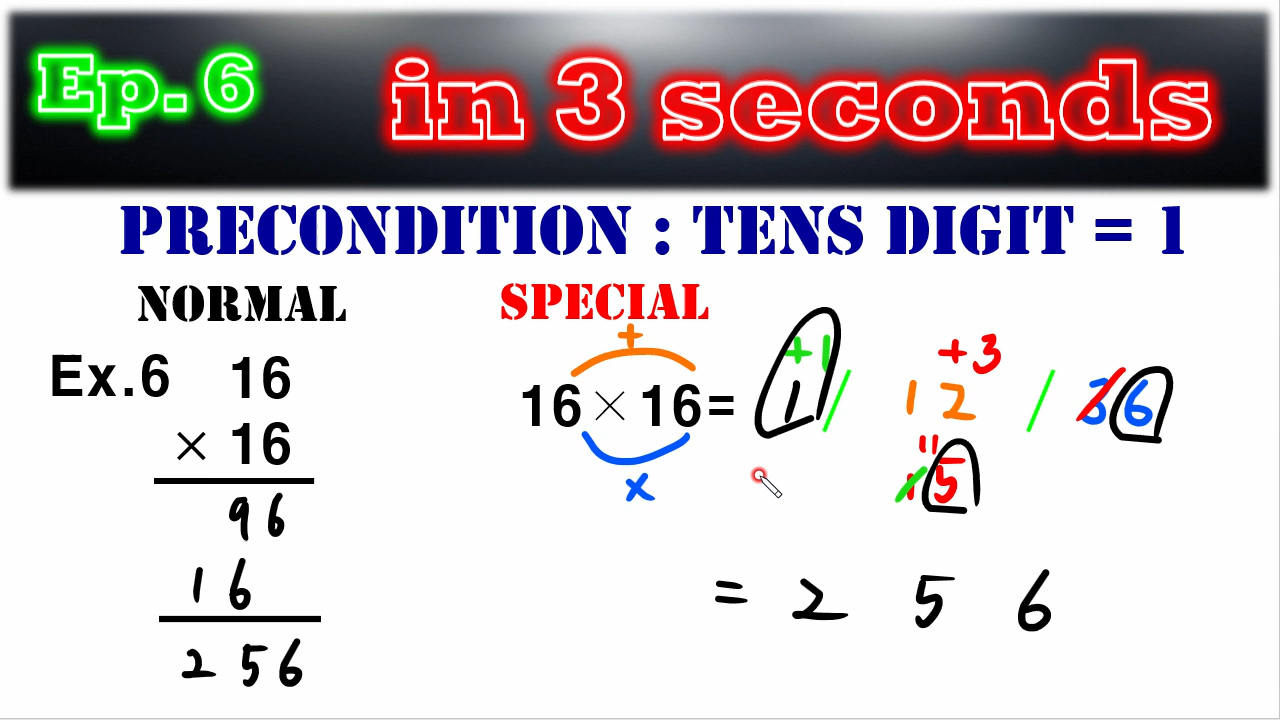 Ep. 6 in 3 seconds
PRECONDITION : TENS DIGIT = 1
NORMAL
SPECIAL
Ex.6 16
× 16
96
16
256
+
16 × 16 =
×
+1 +3
1 / 12 / 36
11
15
= 2 5 6